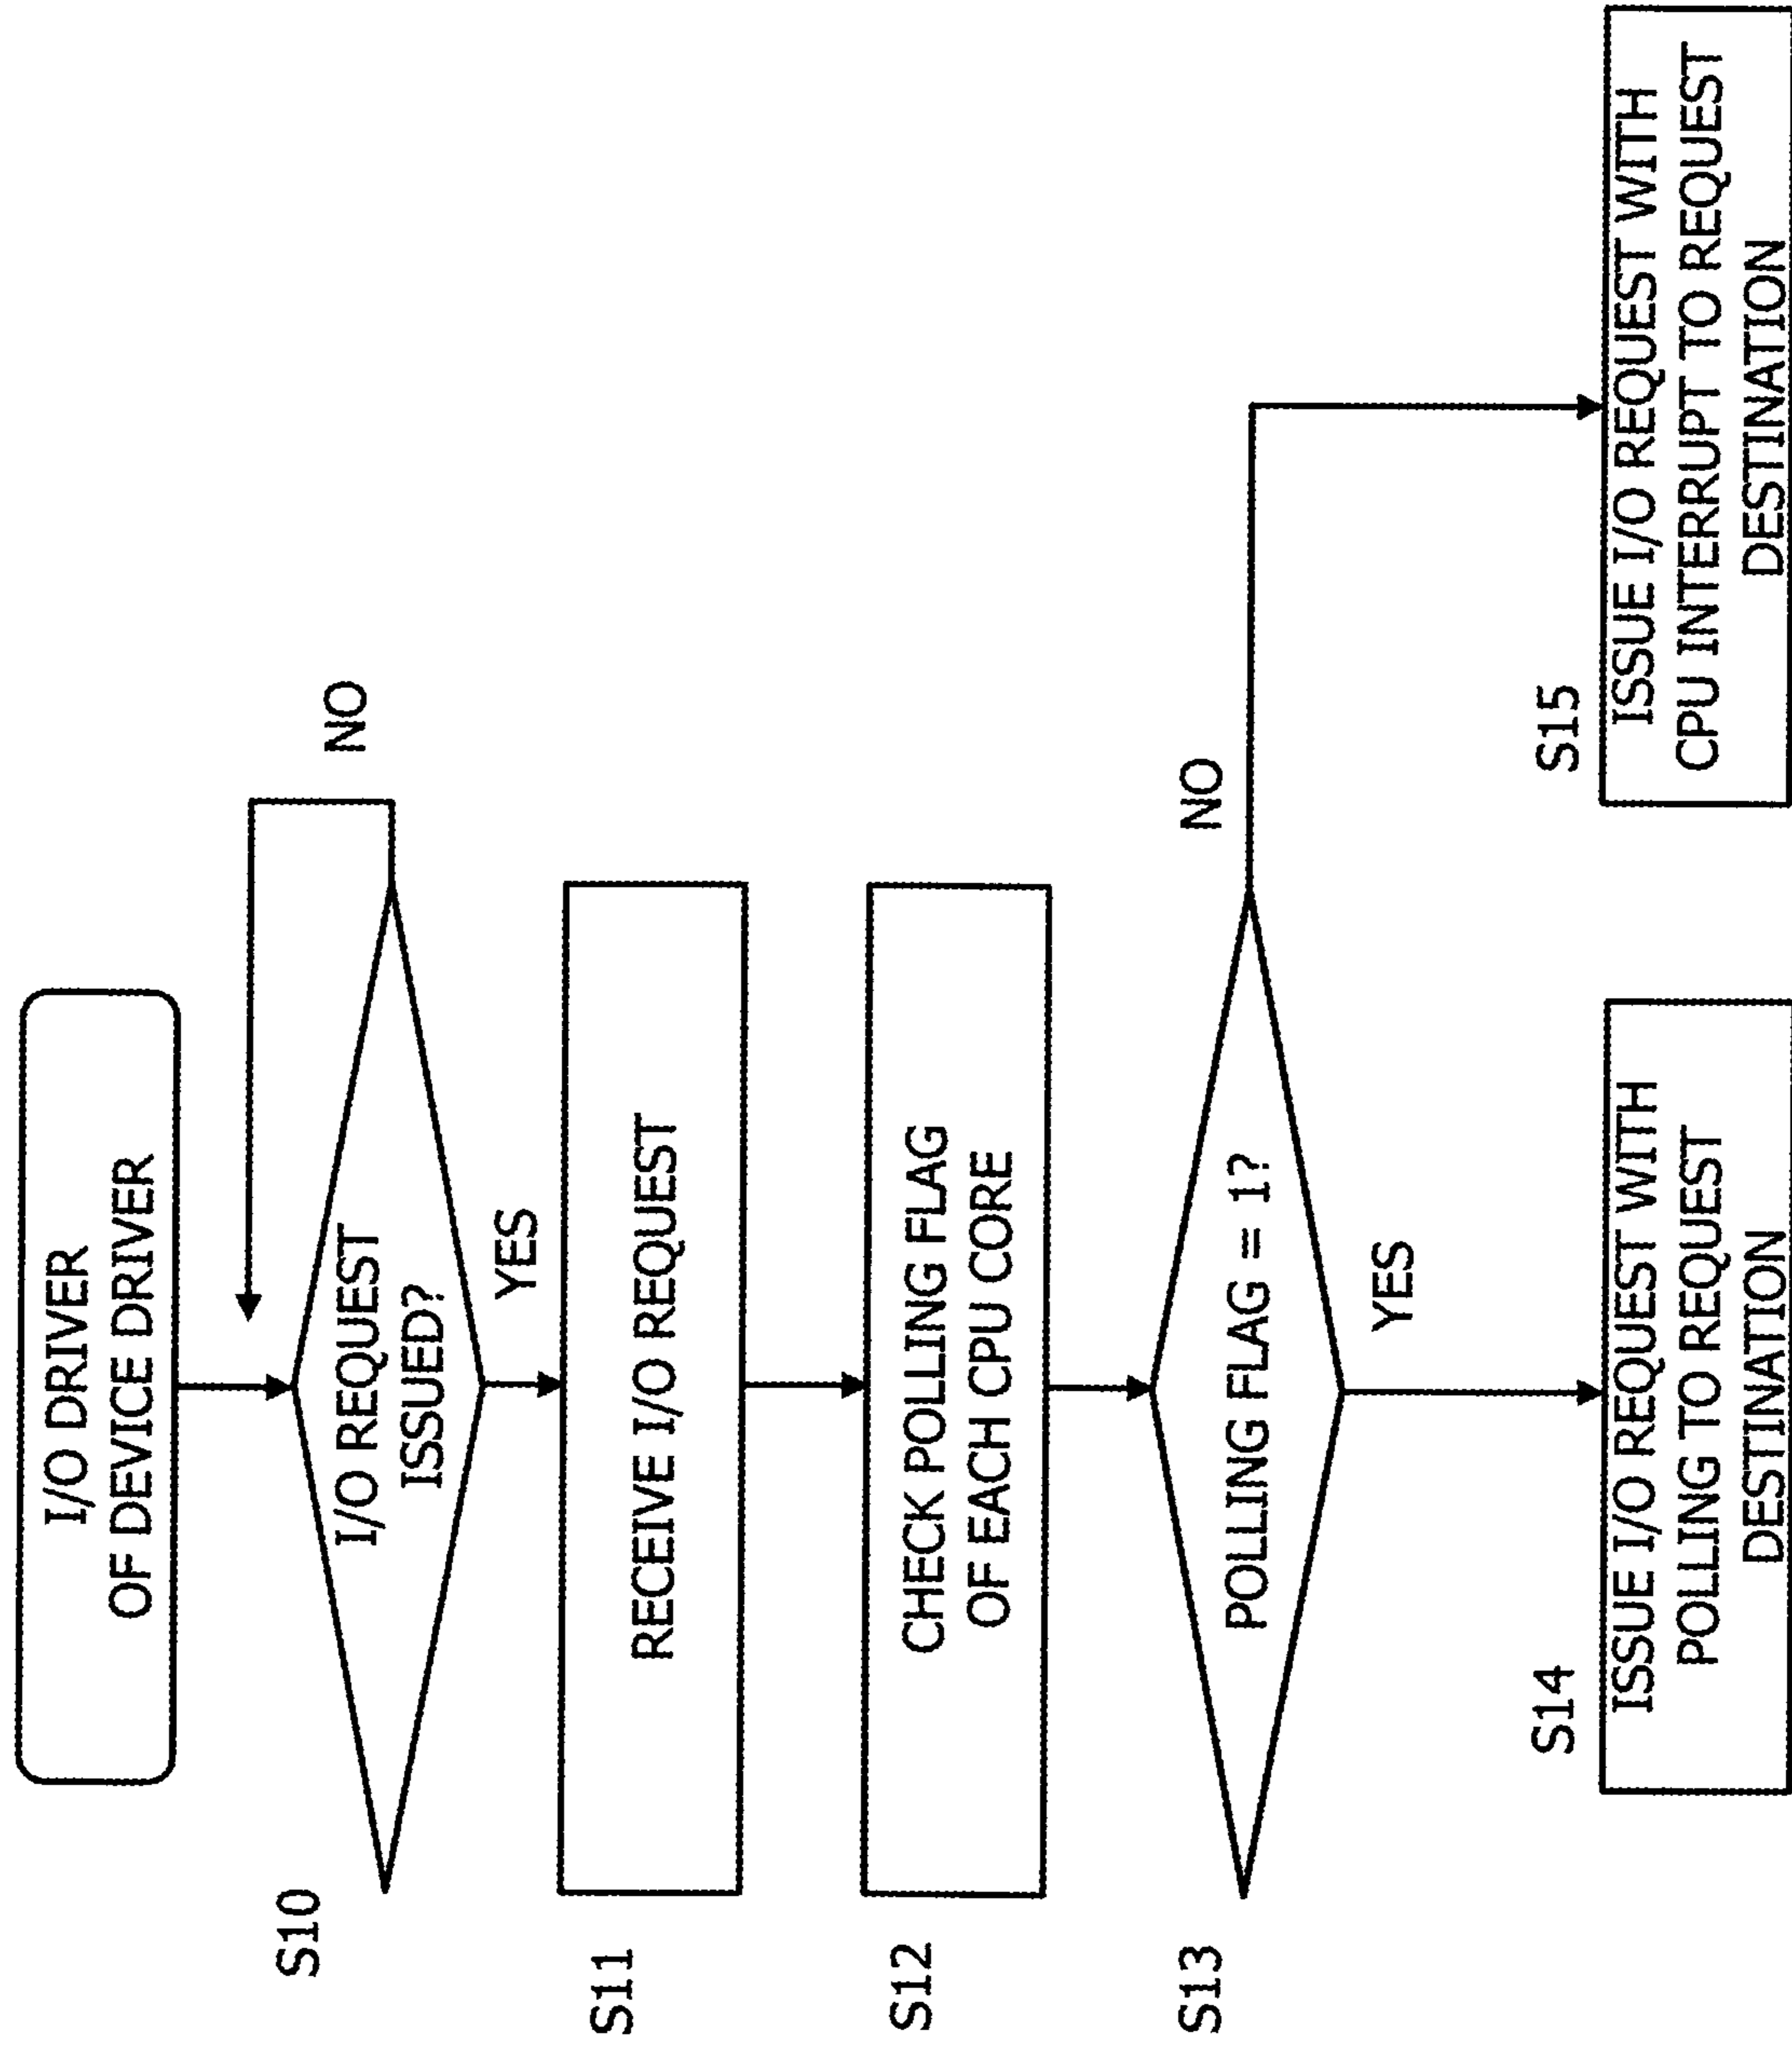 I/O DRIVER
OF DEVICE DRIVER
S10
I/O REQUEST
ISSUED?
NO
YES
S11
RECEIVE I/O REQUEST
S12
CHECK POLLING FLAG
OF EACH CPU CORE
S13
POLLING FLAG = 1?
NO
YES
S14
ISSUE I/O REQUEST WITH
POLLING TO REQUEST
DESTINATION
S15
ISSUE I/O REQUEST WITH
CPU INTERRUPT TO REQUEST
DESTINATION